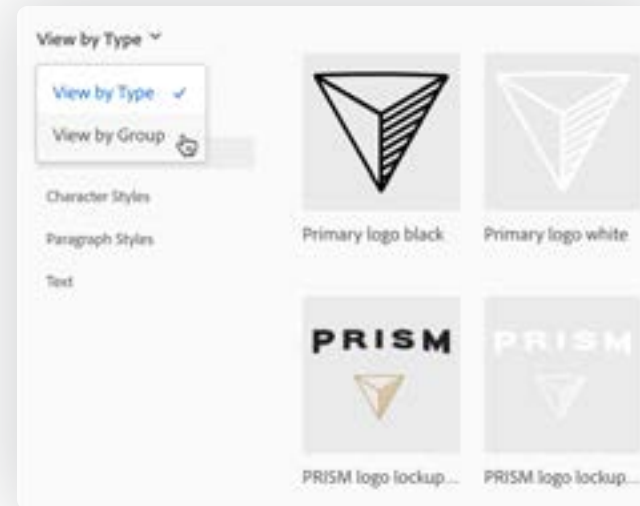 View by Type
View by Type
View by Group
Character Styles
Paragraph Styles
Text
Primary logo black
Primary logo white
PRISM
PRISM
PRISM logo lockup...
PRISM logo lockup...